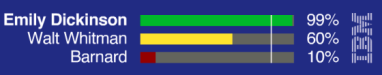 Emily Dickinson 99%
Walt Whitman 60%
Barnard 10%
IBM